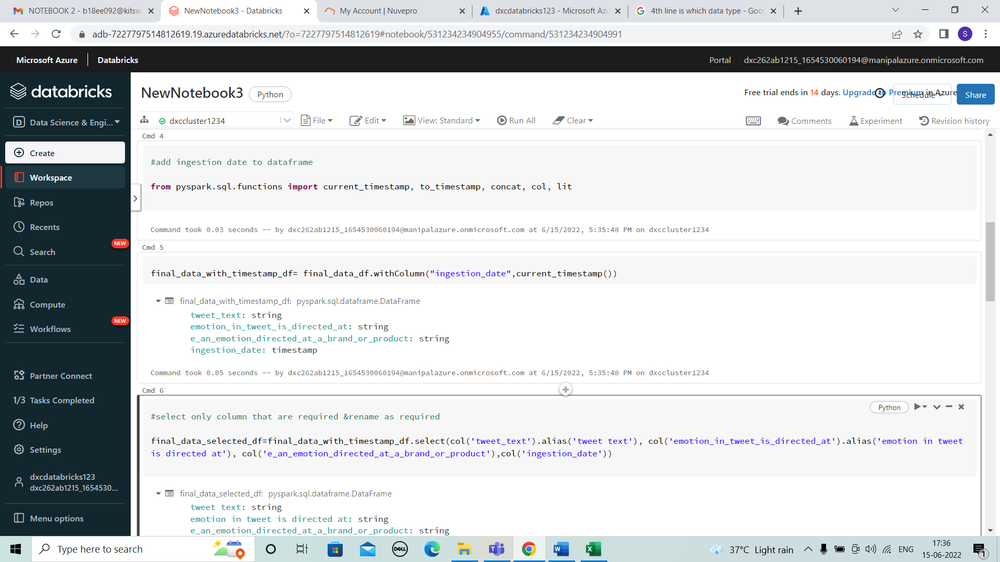 NOTEBOOK 2 - b18ee092@kitsw
NewNotebook3 - Databricks
My Account | Nuvepro
dxcdatabricks123 - Microsoft Azu
4th line is which data type - Goo
adb-7227797514812619.19.azuredatabricks.net/?o=7227797514812619#notebook/531234234904955/command/531234234904991
S
Microsoft Azure
Databricks
Portal
dxc262ab1215_1654530060194@manipalazure.onmicrosoft.com
databricks
NewNotebook3
Python
Free trial ends in 14 days. Upgrade to Premium in Azure
Schedule
Share
D
Data Science & Engi...
dxccluster1234
File
Edit
View: Standard
Run All
Clear
Comments
Experiment
Revision history
Create
Workspace
Repos
Recents
Search
NEW
Data
Compute
Workflows
NEW
Partner Connect
1/3 Tasks Completed
Help
Settings
dxcdatabricks123
dxc262ab1215_1654530...
Menu options
Cmd 4
#add ingestion date to dataframe
from pyspark.sql.functions import current_timestamp, to_timestamp, concat, col, lit
Command took 0.03 seconds -- by dxc262ab1215_1654530060194@manipalazure.onmicrosoft.com at 6/15/2022, 5:35:48 PM on dxccluster1234
Cmd 5
final_data_with_timestamp_df= final_data_df.withColumn("ingestion_date",current_timestamp())
final_data_with_timestamp_df: pyspark.sql.dataframe.DataFrame
tweet_text: string
emotion_in_tweet_is_directed_at: string
e_an_emotion_directed_at_a_brand_or_product: string
ingestion_date: timestamp
Command took 0.05 seconds -- by dxc262ab1215_1654530060194@manipalazure.onmicrosoft.com at 6/15/2022, 5:35:48 PM on dxccluster1234
Cmd 6
Python
#select only column that are required &rename as required
final_data_selected_df=final_data_with_timestamp_df.select(col('tweet_text').alias('tweet text'), col('emotion_in_tweet_is_directed_at').alias('emotion in tweet
is directed at'), col('e_an_emotion_directed_at_a_brand_or_product'),col('ingestion_date'))
final_data_selected_df: pyspark.sql.dataframe.DataFrame
tweet text: string
emotion in tweet is directed at: string
e_an_emotion_directed_at_a_brand_or_product: string
Type here to search
DELL
W
X
37°C Light rain
ENG
17:36
15-06-2022
1